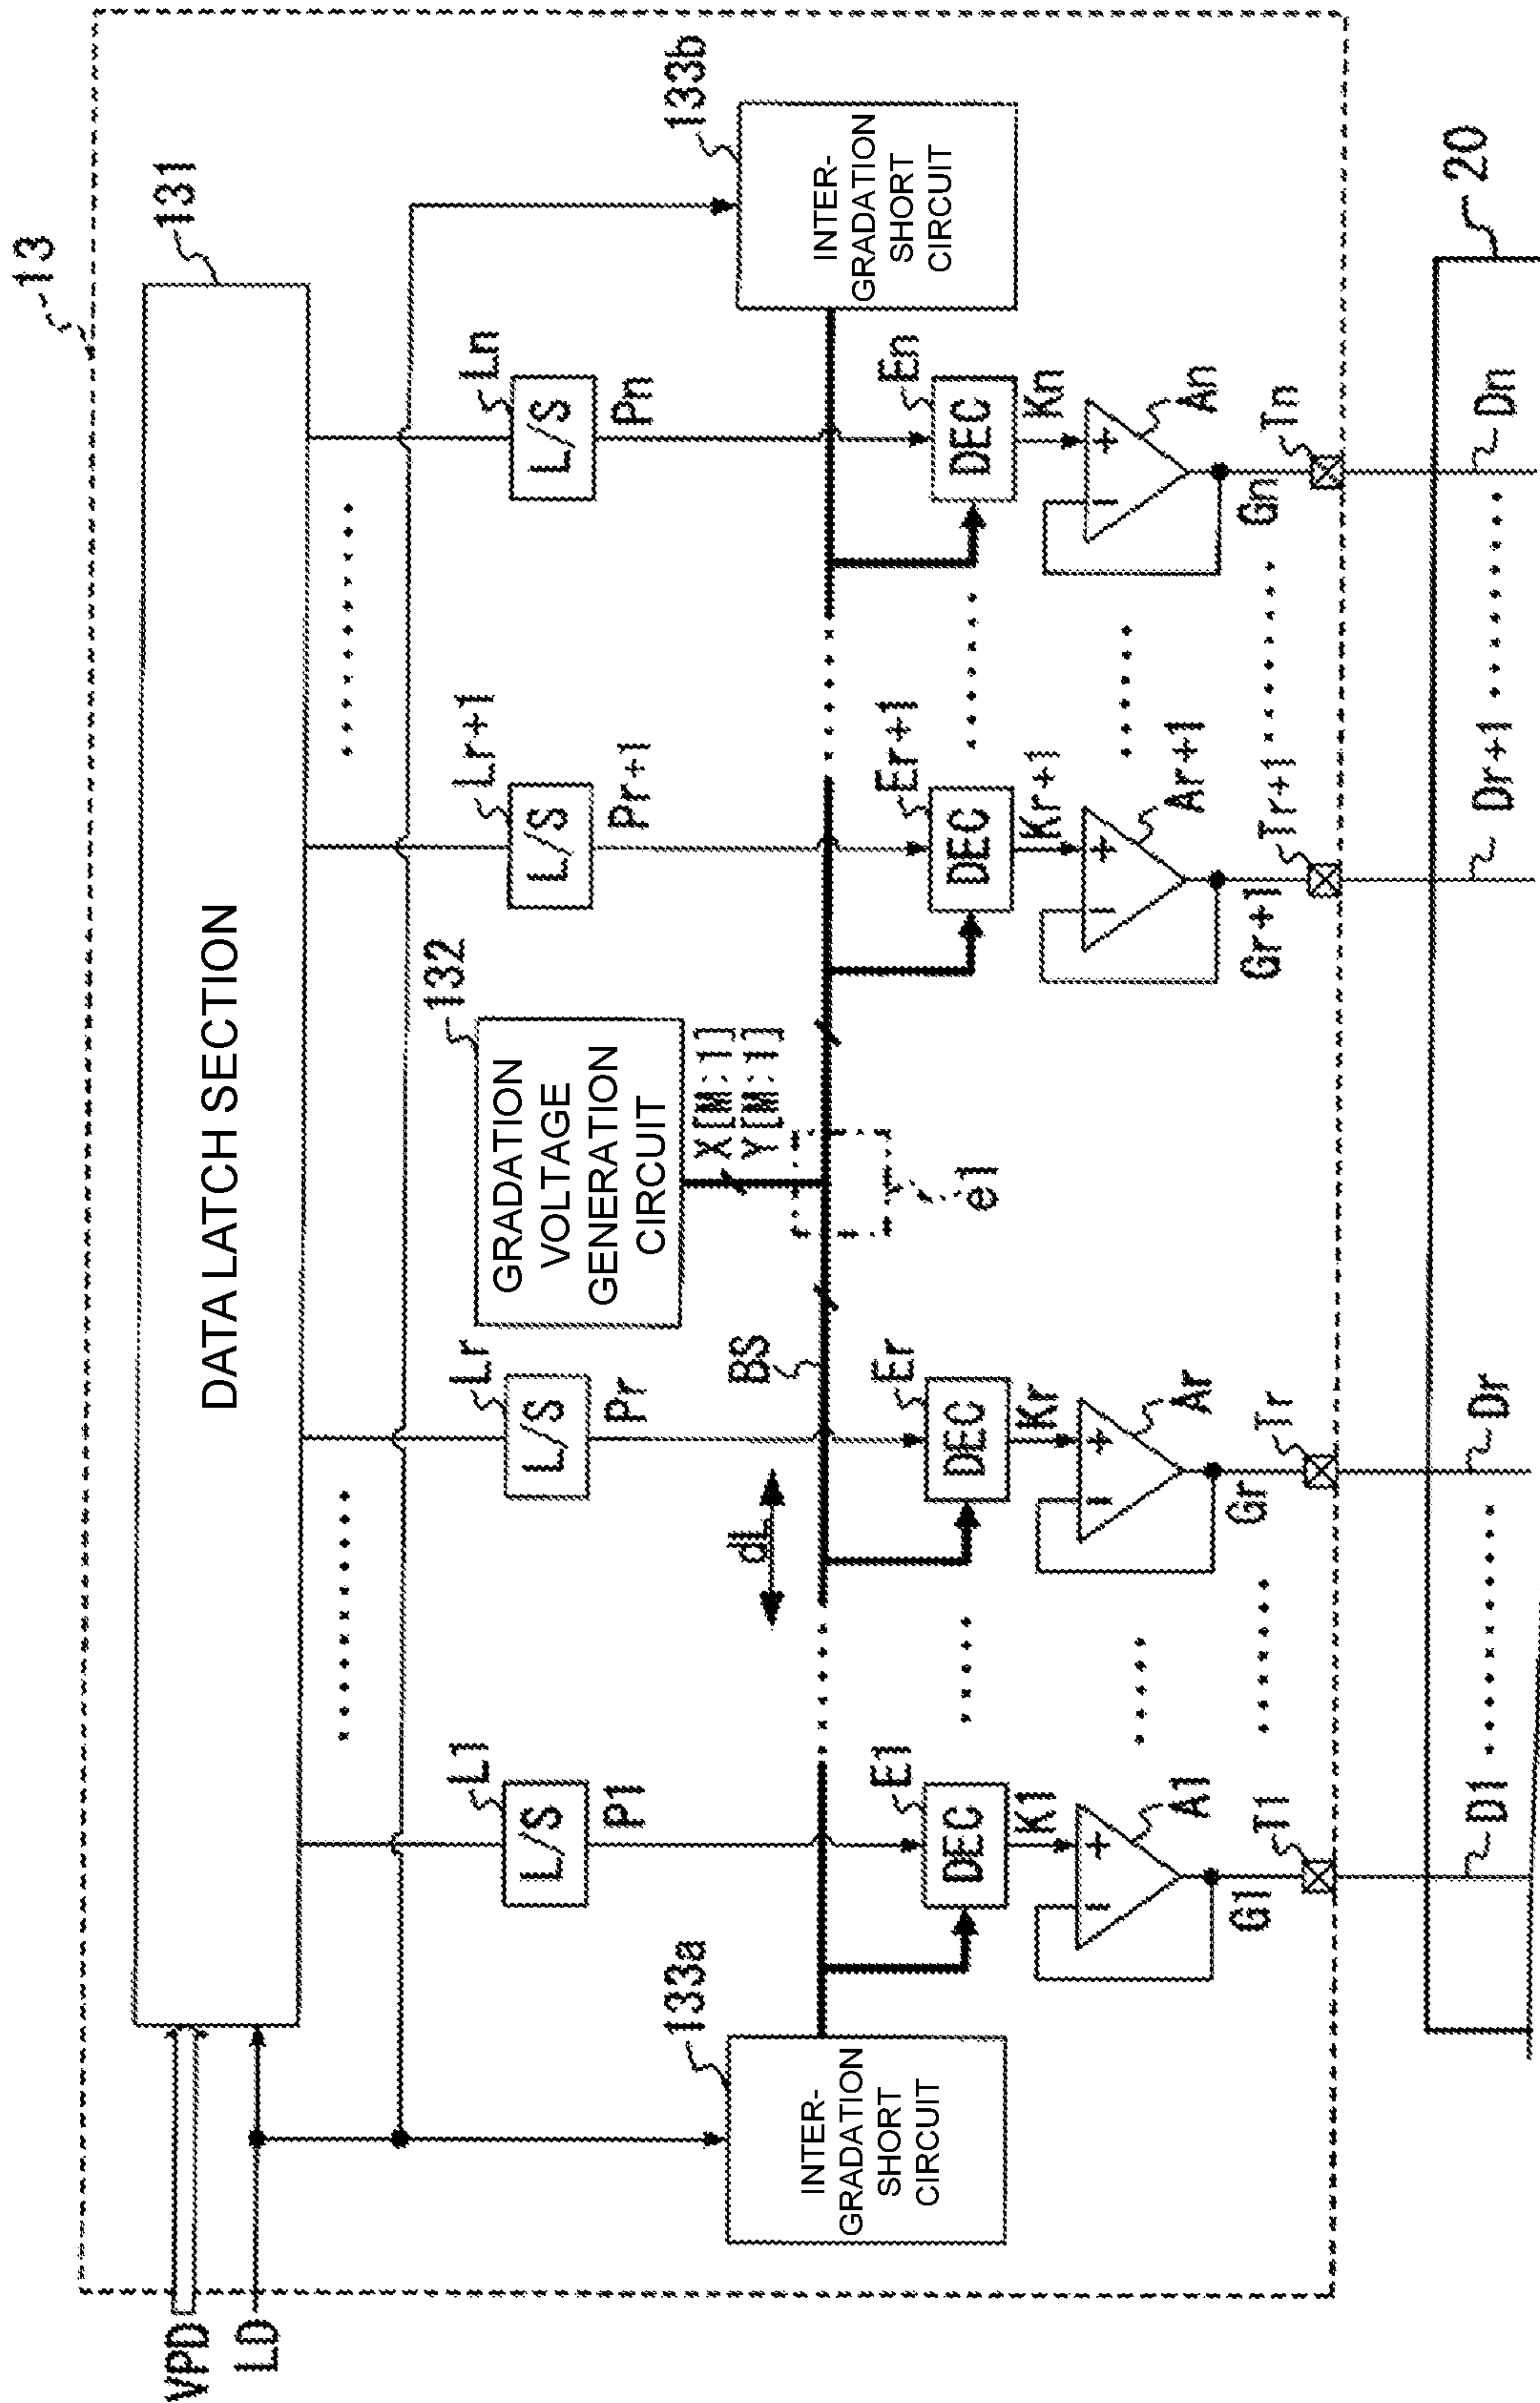 13
131
DATA LATCH SECTION
VPD
LD
L1
Lr
Lr+1
Ln
L/S
L/S
L/S
L/S
P1
Pr
Pr+1
Pn
132
GRADATION
VOLTAGE
GENERATION
CIRCUIT
X[M:1]
Y[M:1]
133a
INTER-
GRADATION
SHORT
CIRCUIT
133b
INTER-
GRADATION
SHORT
CIRCUIT
dL
BS
e1
E1
Er
Er+1
En
DEC
DEC
DEC
DEC
K1
Kr
Kr+1
Kn
+
-
+
-
+
-
+
-
A1
Ar
Ar+1
An
G1
Gr
Gr+1
Gn
T1
Tr
Tr+1
Tn
20
D1
Dr
Dr+1
Dn